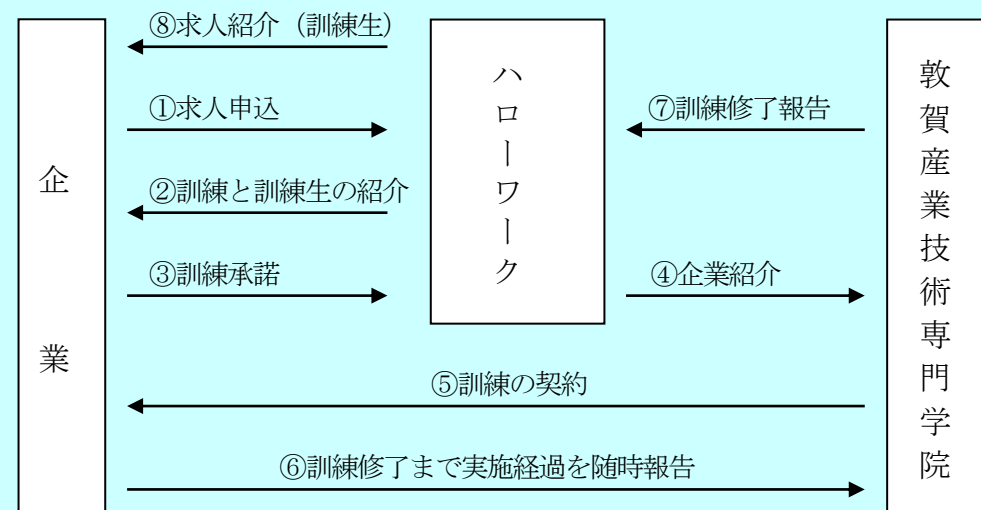 ⑧求人紹介（訓練生）
①求人申込
②訓練と訓練生の紹介
③訓練承諾
企業
ハローワーク
⑦訓練修了報告
④企業紹介
敦賀産業技術専門学院
⑤訓練の契約
⑥訓練修了まで実施経過を随時報告